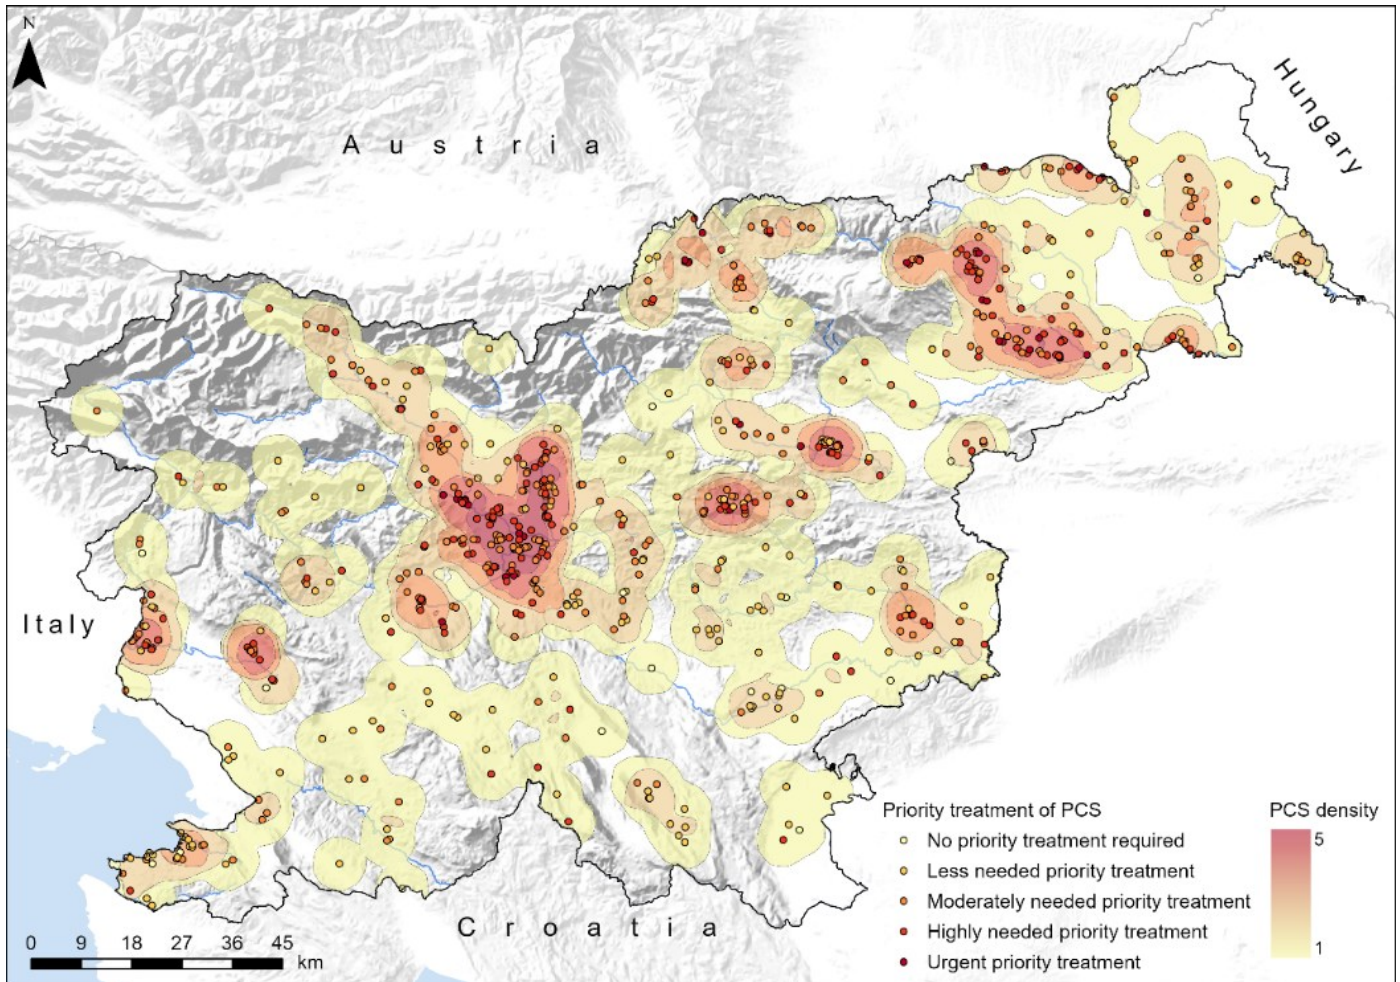 N
Hungary
Austria
Italy
Croatia
Priority treatment of PCS
No priority treatment required
Less needed priority treatment
Moderately needed priority treatment
Highly needed priority treatment
Urgent priority treatment
PCS density
5
1
0 9 18 27 36 45
km